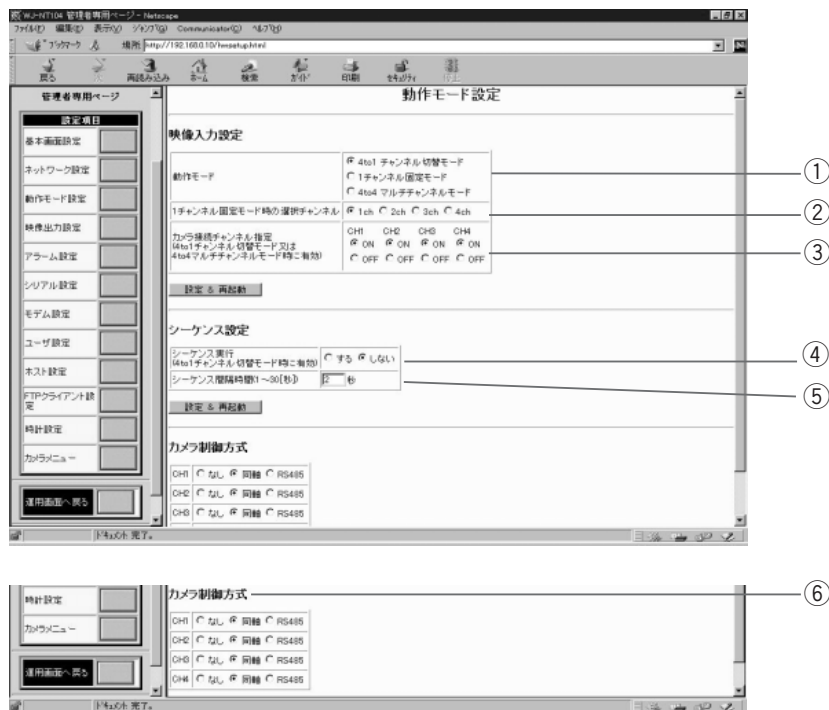 WJ-NT104 管理者専用ページ - Netscape
ファイル(F) 編集(E) 表示(V) ジャンプ(G) Communicator(C) ヘルプ(H)
ブックマーク 場所: http://192.168.0.10/hwsetup.html
戻る 再読み込み ホーム 検索 ガイド 印刷 セキュリティ 停止
管理者専用ページ
設定項目
基本画面設定
ネットワーク設定
動作モード設定
映像出力設定
アラーム設定
シリアル設定
モデム設定
ユーザ設定
ホスト設定
FTPクライアント設
定
時計設定
カメラメニュー
運用画面へ戻る
動作モード設定
映像入力設定
動作モード
4to1 チャンネル切替モード
1チャンネル固定モード
4to4 マルチチャンネルモード
①
1チャンネル固定モード時の選択チャンネル 1ch 2ch 3ch 4ch
②
カメラ接続チャンネル指定
(4to1チャンネル切替モード又は
4to4マルチチャンネルモード時に有効)
CH1 CH2 CH3 CH4
ON ON ON ON
OFF OFF OFF OFF
③
設定 & 再起動
シーケンス設定
シーケンス実行
(4to1チャンネル切替モード時に有効) する しない
④
シーケンス間隔時間(1～30[秒]) 2 秒
⑤
設定 & 再起動
カメラ制御方式
CH1 なし 同軸 RS485
CH2 なし 同軸 RS485
CH3 なし 同軸 RS485
ドキュメント完了。
時計設定
カメラメニュー
運用画面へ戻る
カメラ制御方式
⑥
CH1 なし 同軸 RS485
CH2 なし 同軸 RS485
CH3 なし 同軸 RS485
CH4 なし 同軸 RS485
ドキュメント完了。